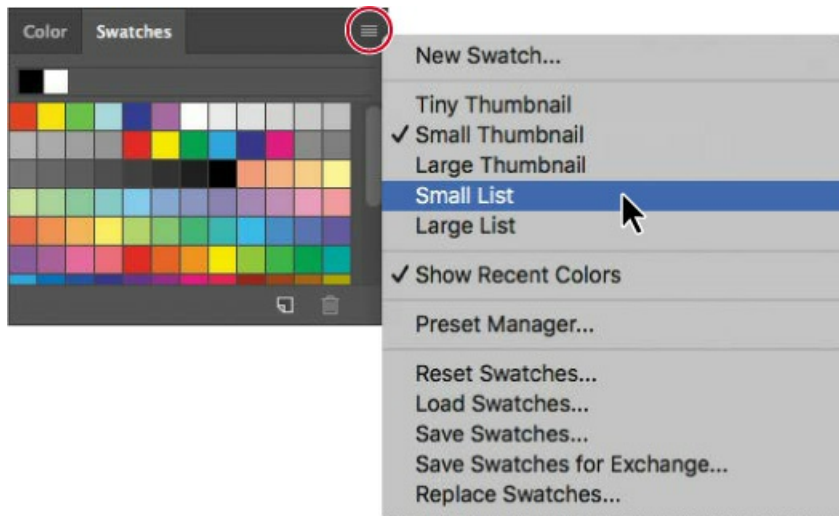 Color Swatches
New Swatch...
Tiny Thumbnail
Small Thumbnail
Large Thumbnail
Small List
Large List
Show Recent Colors
Preset Manager...
Reset Swatches...
Load Swatches...
Save Swatches...
Save Swatches for Exchange...
Replace Swatches...